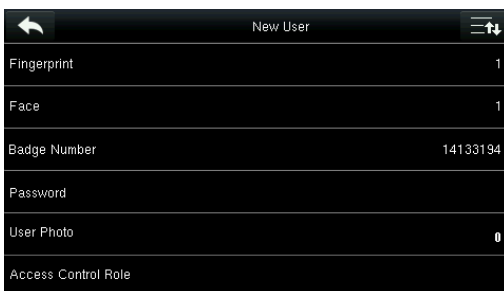 New User
Fingerprint 1
Face 1
Badge Number 14133194
Password
User Photo 0
Access Control Role